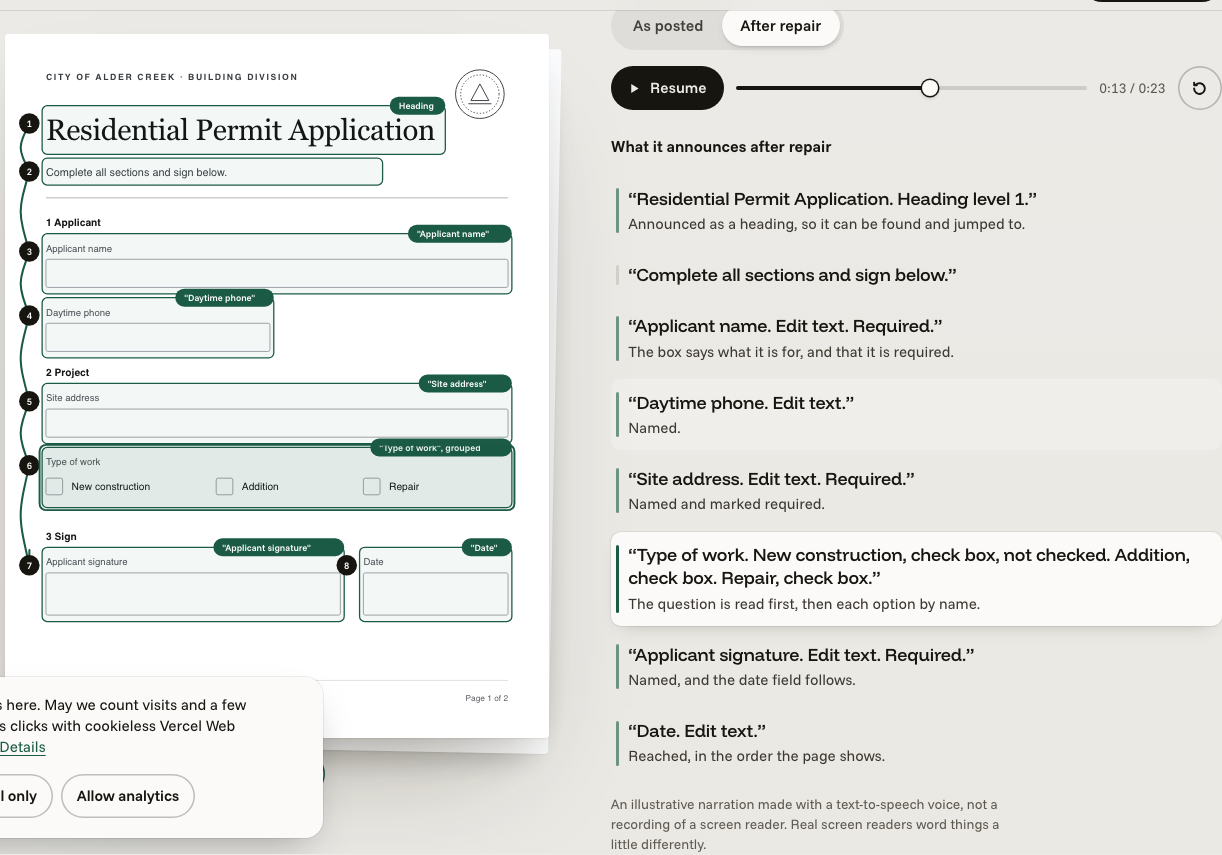 CITY OF ALDER CREEK · BUILDING DIVISION
Heading
1
Residential Permit Application
2
Complete all sections and sign below.
1 Applicant
"Applicant name"
3
Applicant name
"Daytime phone"
4
Daytime phone
2 Project
"Site address"
5
Site address
"Type of work", grouped
6
Type of work
New construction
Addition
Repair
3 Sign
"Applicant signature"
"Date"
7
Applicant signature
8
Date
Page 1 of 2
here. May we count visits and a few
clicks with cookieless Vercel Web
Details
only
Allow analytics
As posted
After repair
Resume
0:13 / 0:23
What it announces after repair
“Residential Permit Application. Heading level 1.”
Announced as a heading, so it can be found and jumped to.
“Complete all sections and sign below.”
“Applicant name. Edit text. Required.”
The box says what it is for, and that it is required.
“Daytime phone. Edit text.”
Named.
“Site address. Edit text. Required.”
Named and marked required.
“Type of work. New construction, check box, not checked. Addition,
check box. Repair, check box.”
The question is read first, then each option by name.
“Applicant signature. Edit text. Required.”
Named, and the date field follows.
“Date. Edit text.”
Reached, in the order the page shows.
An illustrative narration made with a text-to-speech voice, not a
recording of a screen reader. Real screen readers word things a
little differently.